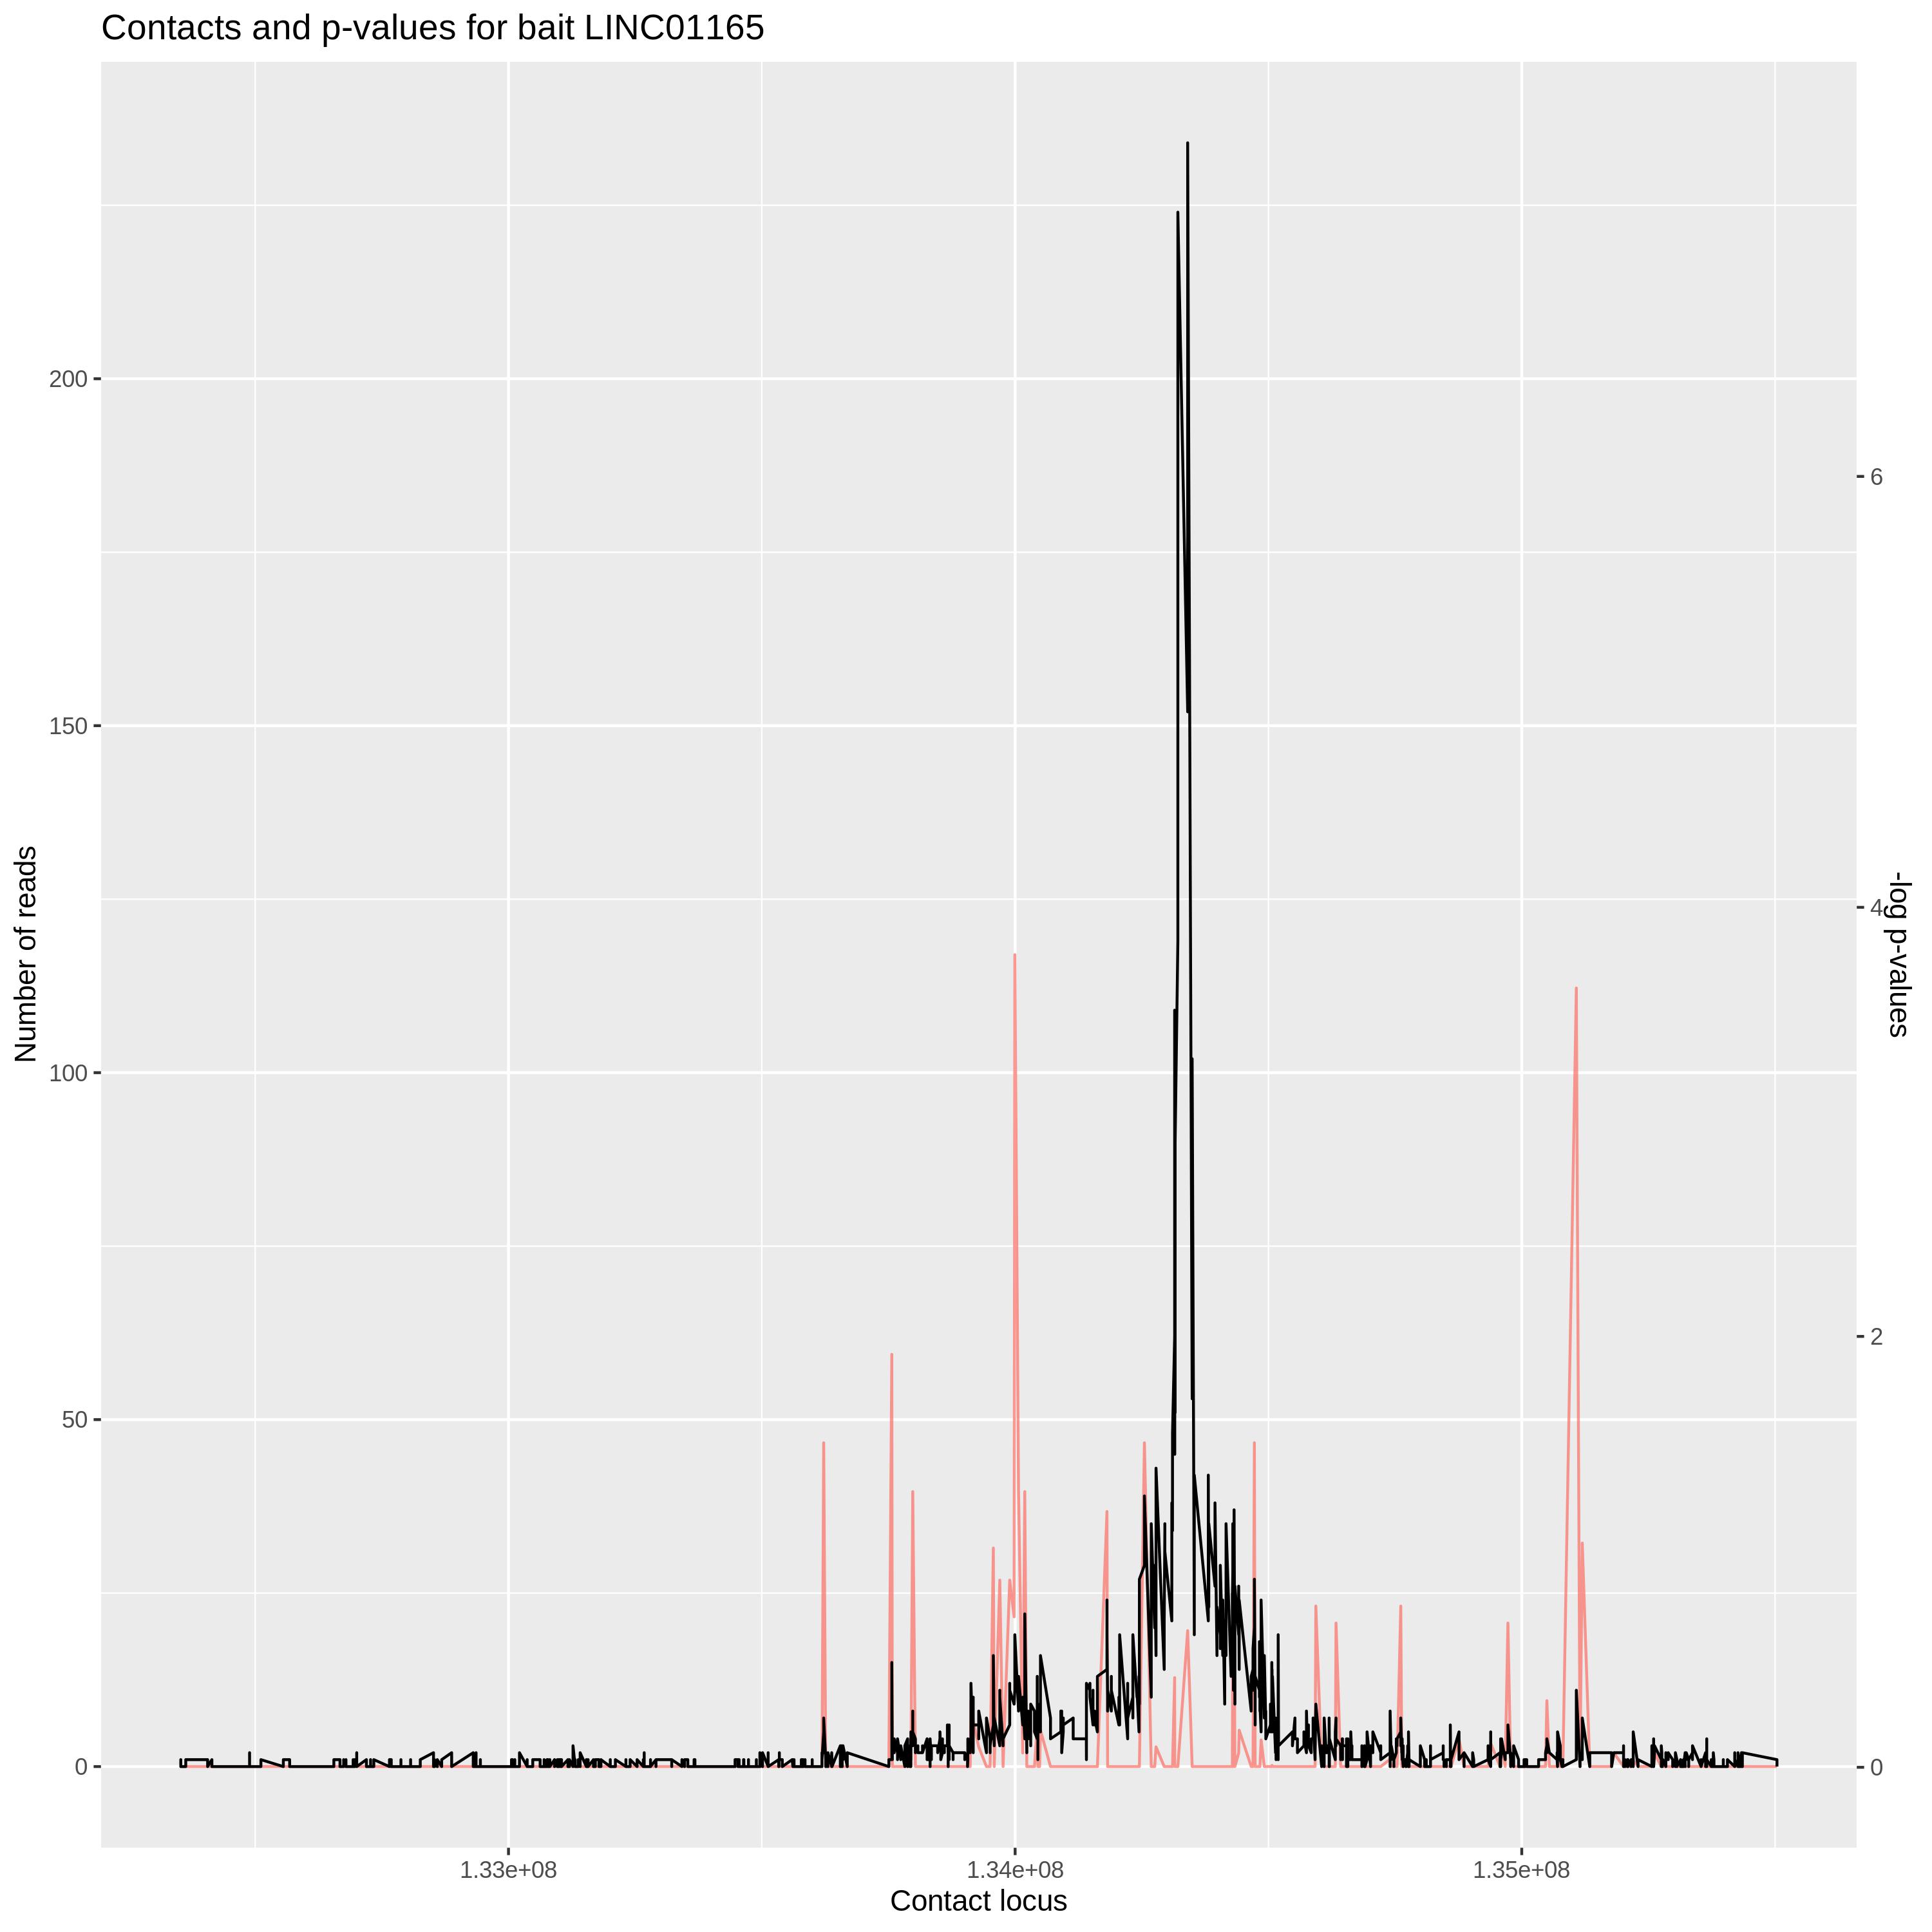 Contacts and p-values for bait LINC01165
Number of reads
200
150
100
50
0
6
4
2
0
-log p-values
1.33e+08
1.34e+08
1.35e+08
Contact locus